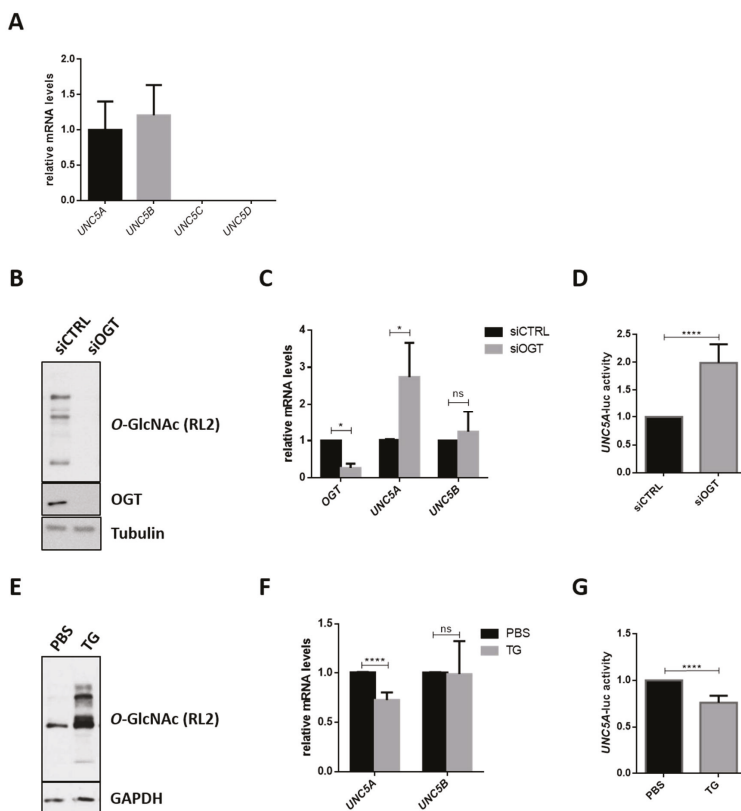 A
relative mRNA levels
2.0
1.5
1.0
0.5
0.0
UNC5A
UNC5B
UNC5C
UNC5D
B
siCTRL
siOGT
O-GlcNAc (RL2)
OGT
Tubulin
C
relative mRNA levels
4
3
2
1
0
*
*
ns
siCTRL
siOGT
OGT
UNC5A
UNC5B
D
UNC5A-luc activity
2.5
2.0
1.5
1.0
0.5
0.0
****
siCTRL
siOGT
E
PBS
TG
O-GlcNAc (RL2)
GAPDH
F
relative mRNA levels
1.5
1.0
0.5
0.0
****
ns
PBS
TG
UNC5A
UNC5B
G
UNC5A-luc activity
1.5
1.0
0.5
0.0
****
PBS
TG